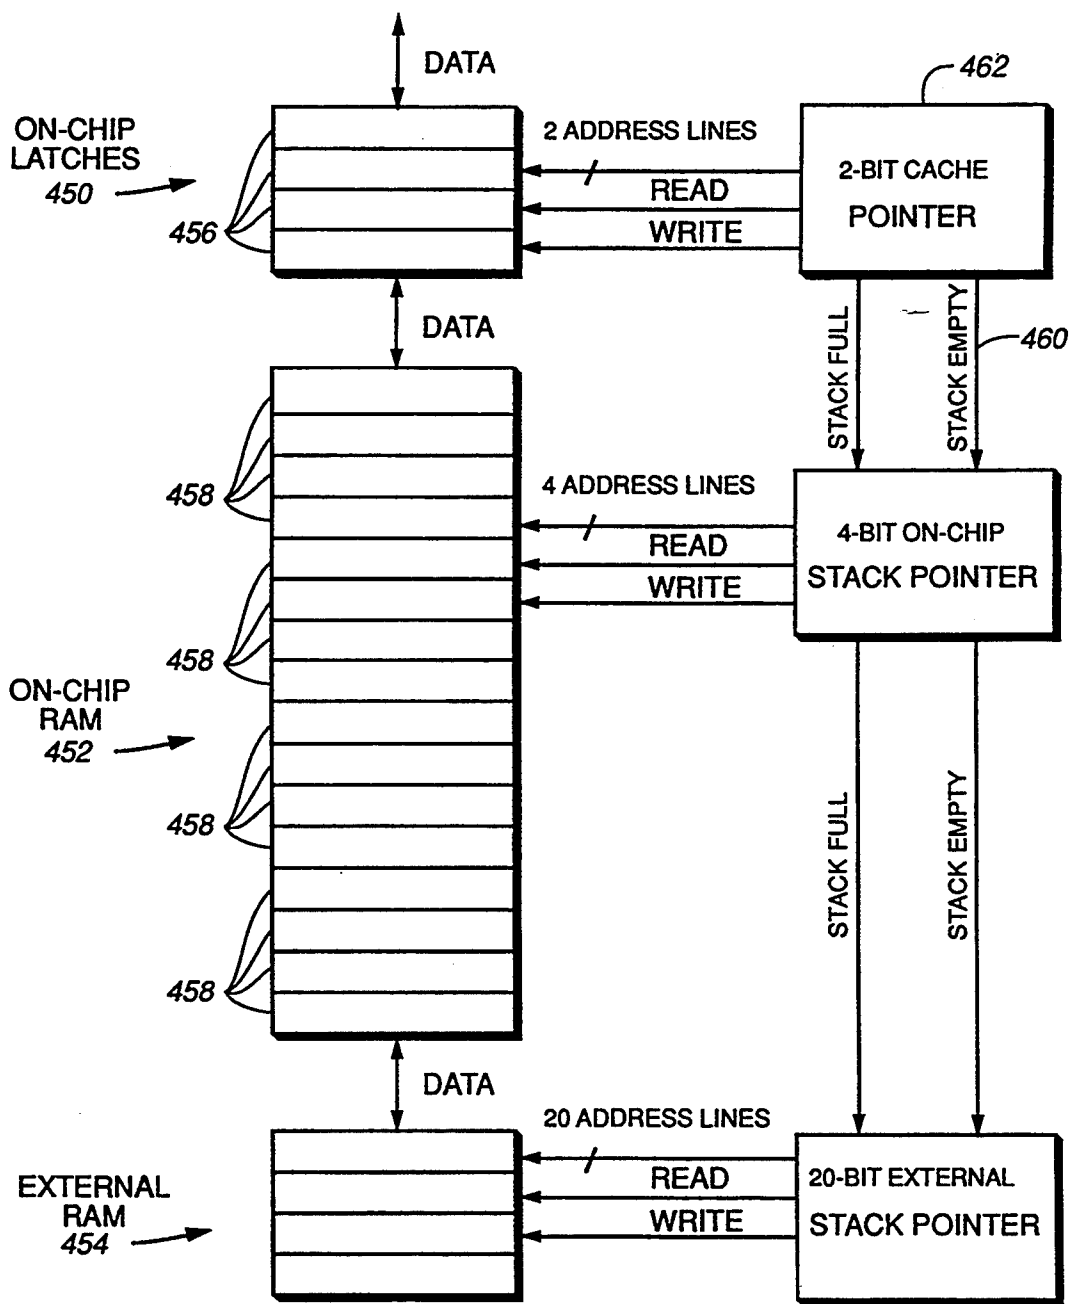 DATA
462
ON-CHIP
LATCHES
450
456
2 ADDRESS LINES
READ
WRITE
2-BIT CACHE
POINTER
DATA
STACK FULL
STACK EMPTY
460
458
4 ADDRESS LINES
READ
WRITE
4-BIT ON-CHIP
STACK POINTER
458
ON-CHIP
RAM
452
458
STACK FULL
STACK EMPTY
458
DATA
20 ADDRESS LINES
READ
WRITE
20-BIT EXTERNAL
STACK POINTER
EXTERNAL
RAM
454